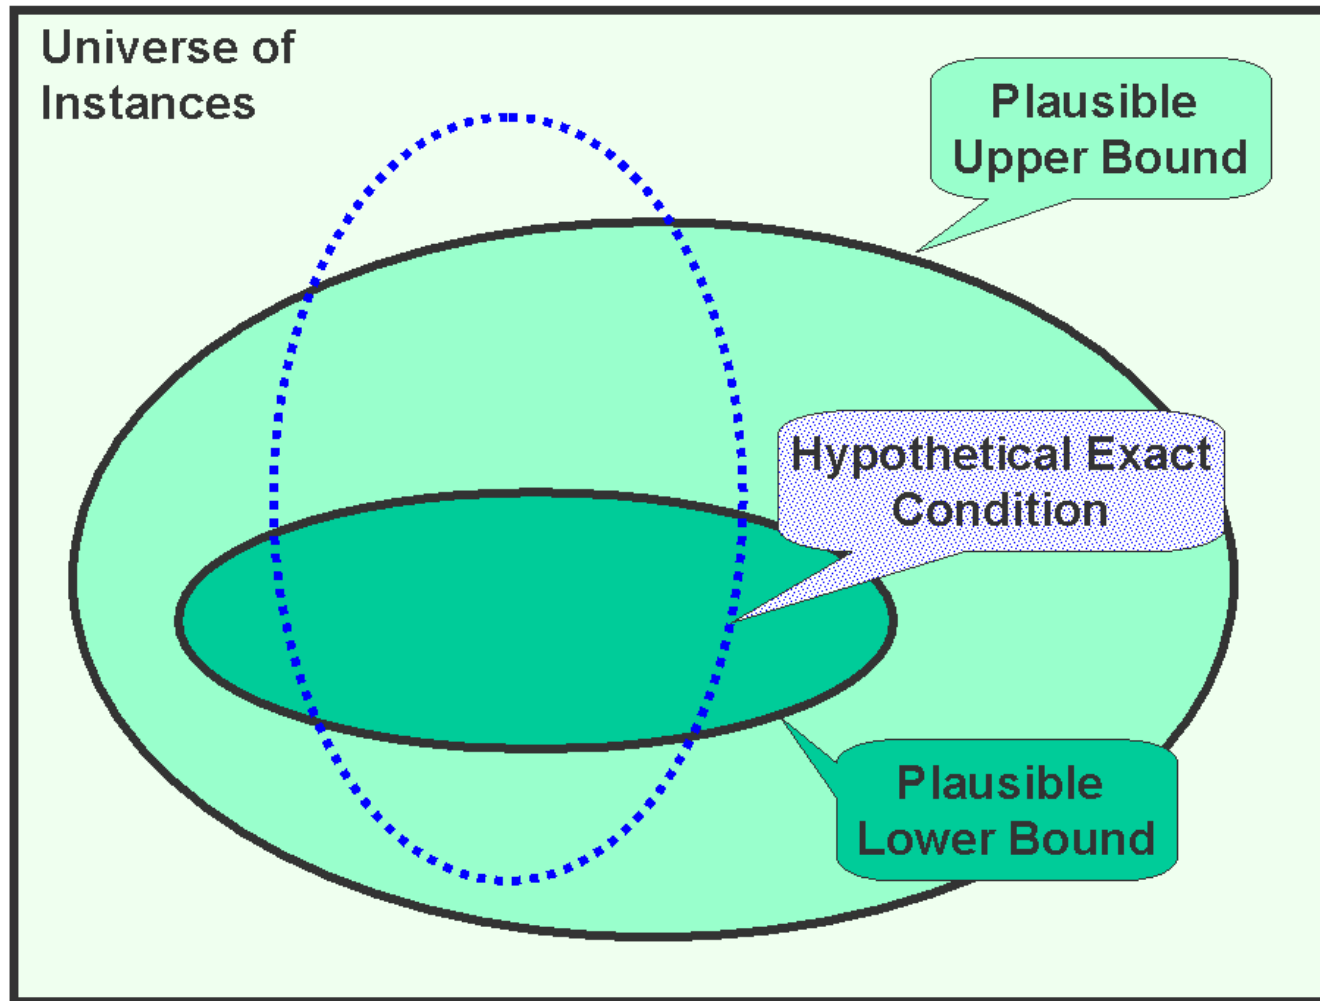 Universe of
Instances
Plausible
Upper Bound
Hypothetical Exact
Condition
Plausible
Lower Bound